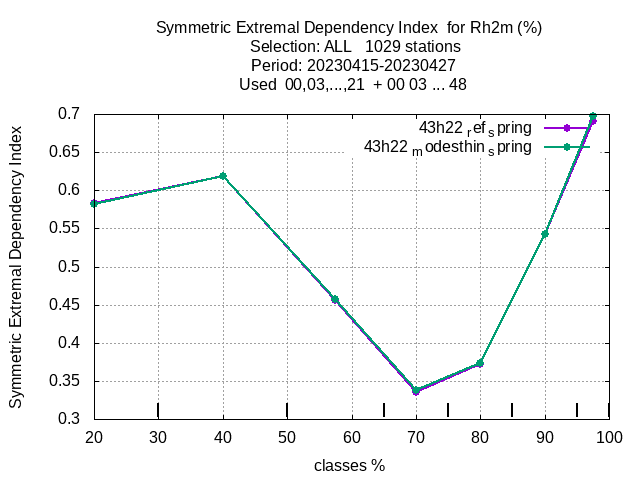 Symmetric Extremal Dependency Index  for Rh2m (%)
Selection: ALL   1029 stations
Period: 20230415-20230427
Used  00,03,...,21  + 00 03 ... 48
Symmetric Extremal Dependency Index
0.7
0.65
0.6
0.55
0.5
0.45
0.4
0.35
0.3
43h22 ref spring
43h22 modesthin spring
20 30 40 50 60 70 80 90 100
classes %